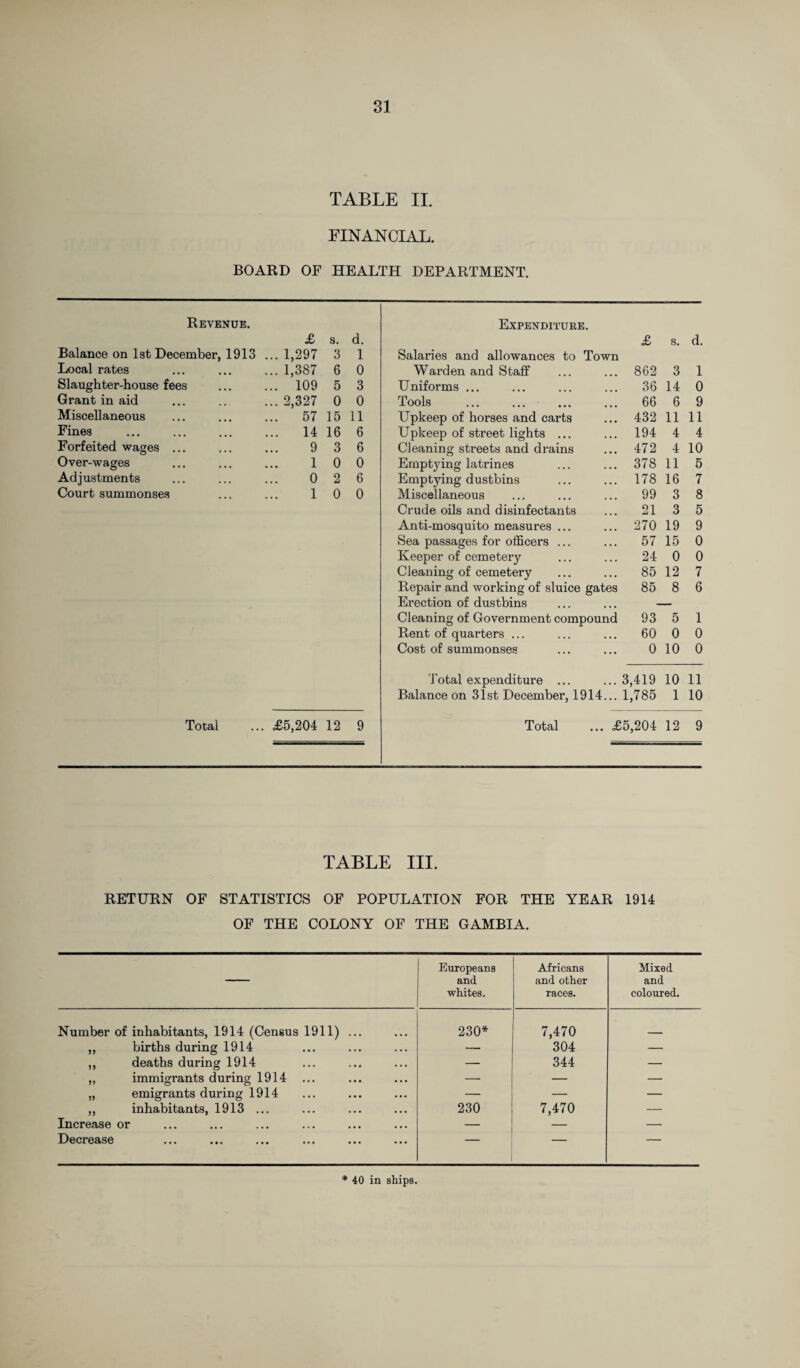 31
TABLE II.
FINANCIAL.
BOARD OF HEALTH DEPARTMENT.
Revenue.
£ s. d.
Balance on 1st December, 1913 ... 1,297 3 1
Local rates ... ... ... 1,387 6 0
Slaughter-house fees ... ... 109 5 3
Grant in aid ... ... ... 2,327 0 0
Miscellaneous ... ... ... 57 15 11
Fines ... ... ... ... 14 16 6
Forfeited wages ... ... ... 9 3 6
Over-wages ... ... ... 1 0 0
Adjustments ... ... ... 0 2 6
Court summonses ... ... 1 0 0
Total ... £5,204 12 9
Expenditure.
£ s. d.
Salaries and allowances to Town
Warden and Staff ... ... 862 3 1
Uniforms ... ... ... ... 36 14 0
Tools ... ... ... ... 66 6 9
Upkeep of horses and carts ... 432 11 11
Upkeep of street lights ... ... 194 4 4
Cleaning streets and drains ... 472 4 10
Emptying latrines ... ... 378 11 5
Emptying dustbins ... ... 178 16 7
Miscellaneous ... ... ... 99 3 8
Crude oils and disinfectants ... 21 3 5
Anti-mosquito measures ... ... 270 19 9
Sea passages for officers ... ... 57 15 0
Keeper of cemetery ... ... 24 0 0
Cleaning of cemetery ... ... 85 12 7
Repair and working of sluice gates 85 8 6
Erection of dustbins ... ... —
Cleaning of Government compound 93 5 1
Rent of quarters ... ... ... 60 0 0
Cost of summonses ... ... 0 10 0
Total expenditure ... ... 3,419 10 11
Balance on 31st December, 1914... 1,785 1 10
Total ... £5,204 12 9
TABLE III.
RETURN OF STATISTICS OF POPULATION FOR THE YEAR 1914
OF THE COLONY OF THE GAMBIA.
— Europeans and whites. Africans and other races. Mixed and coloured.
Number of inhabitants, 1914 (Census 1911) ... ... 230* 7,470 —
„ births during 1914 ... ... ... — 304 —
„ deaths during 1914 ... ... ... — 344 —
„ immigrants during 1914 ... ... ... — — —
„ emigrants during 1914 ... ... ... — — —
„ inhabitants, 1913 ... ... ... ... 230 7,470 —
Increase or ... ... ... ... ... ... — — —
Decrease ... ... ... ... ... ... — — —
* 40 in ships.